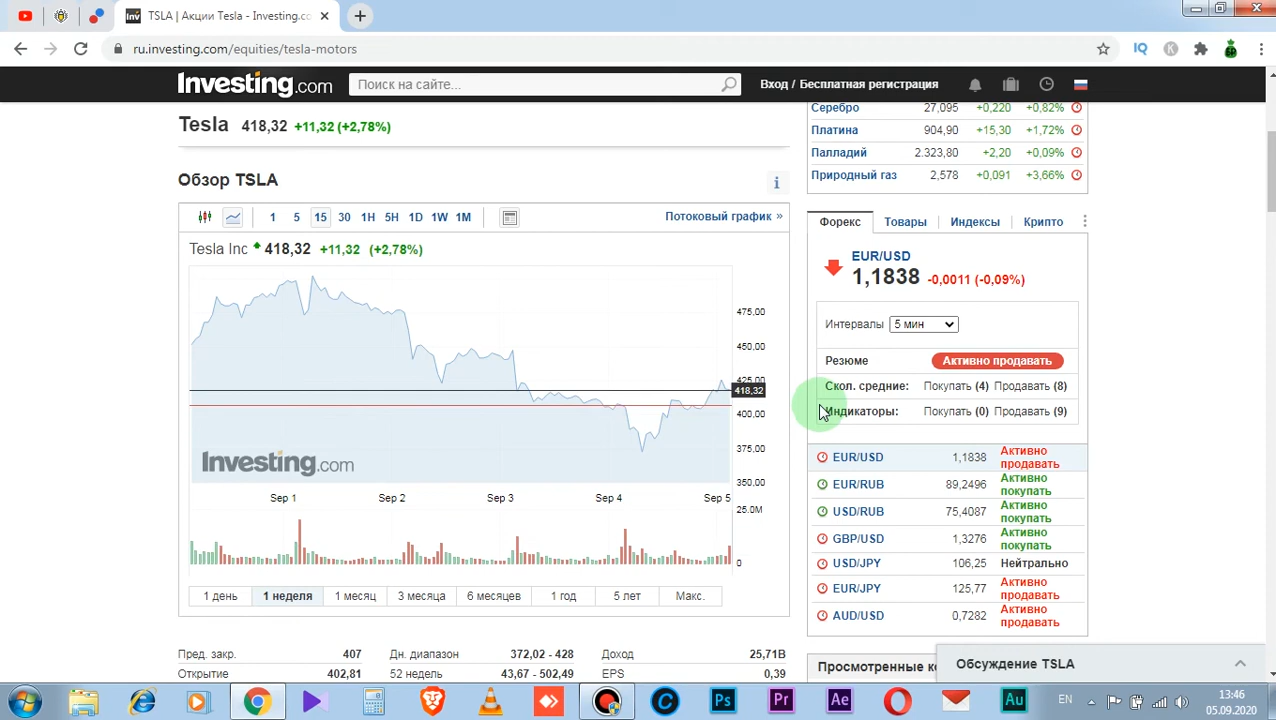 TSLA | Акции Tesla - Investing.co
ru.investing.com/equities/tesla-motors
IQ
K
Investing.com
Поиск на сайте...
Вход / Бесплатная регистрация
Tesla 418,32 +11,32 (+2,78%)
Серебро 27,095 +0,220 +0,82%
Платина 904,90 +15,30 +1,72%
Палладий 2.323,80 +2,20 +0,09%
Природный газ 2,578 +0,091 +3,66%
Обзор TSLA
1 5 15 30 1H 5H 1D 1W 1M
Потоковый график »
Tesla Inc 418,32 +11,32 (+2,78%)
475.00
450.00
425.00
418,32
400.00
375.00
350.00
Investing.com
Sep 1 Sep 2 Sep 3 Sep 4 Sep 5
25.0M
0
1 день 1 неделя 1 месяц 3 месяца 6 месяцев 1 год 5 лет Макс.
Пред. закр. 407 Дн. диапазон 372,02 - 428 Доход 25,71B
Открытие 402,81 52 недель 43,67 - 502,49 EPS 0,39
Форекс Товары Индексы Крипто
EUR/USD
1,1838 -0,0011 (-0,09%)
Интервалы 5 мин
Резюме Активно продавать
Скол. средние: Покупать (4) Продавать (8)
Индикаторы: Покупать (0) Продавать (9)
EUR/USD 1,1838 Активно продавать
EUR/RUB 89,2496 Активно покупать
USD/RUB 75,4087 Активно покупать
GBP/USD 1,3276 Активно покупать
USD/JPY 106,25 Нейтрально
EUR/JPY 125,77 Активно продавать
AUD/USD 0,7282 Активно продавать
Просмотренные к
Обсуждение TSLA
Ps
Pr
Ae
Au
EN
13:46
05.09.2020